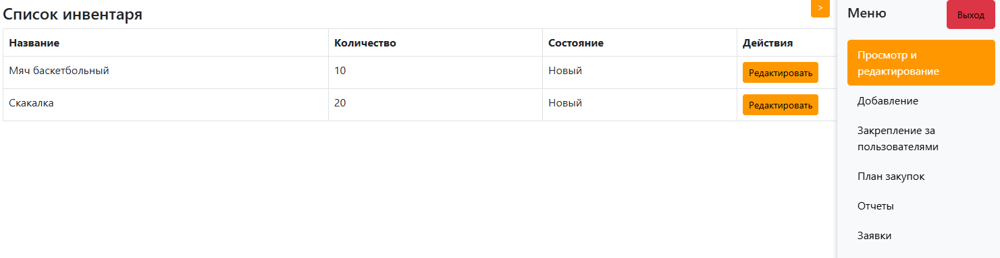 Список инвентаря
>
Название Количество Состояние Действия
Мяч баскетбольный 10 Новый Редактировать
Скакалка 20 Новый Редактировать
Меню
Выход
Просмотр и
редактирование
Добавление
Закрепление за
пользователями
План закупок
Отчеты
Заявки